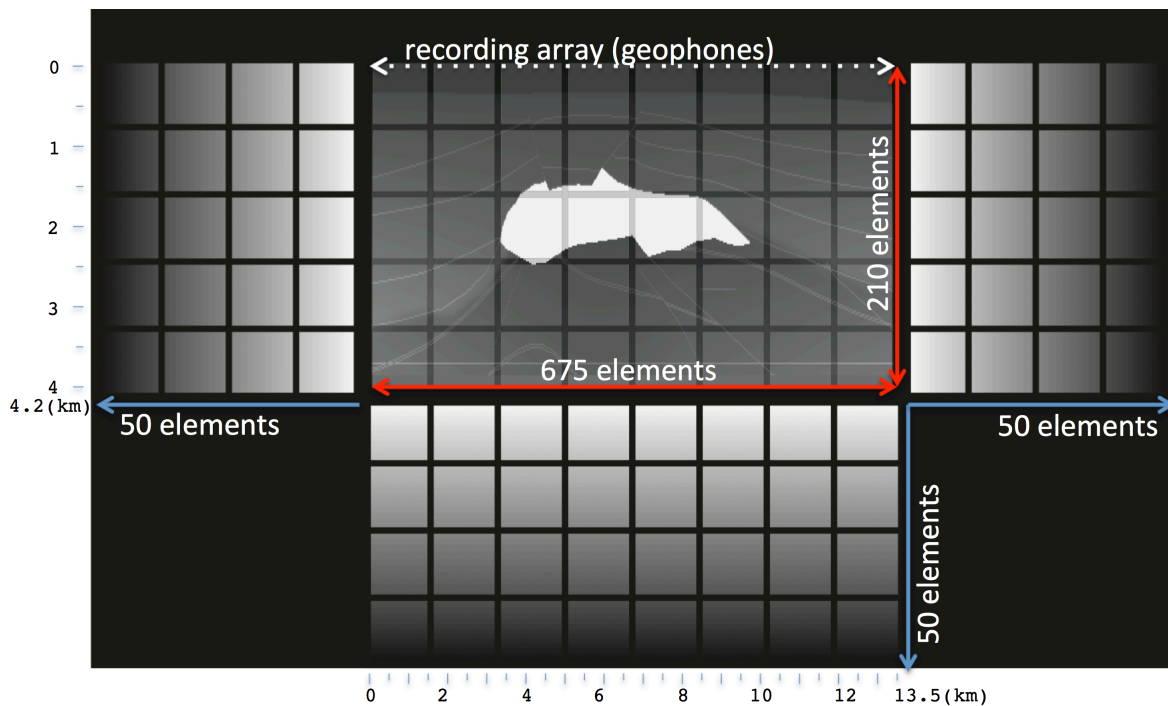 recording array (geophones)
0
1
2
3
4
4.2(km)
210 elements
675 elements
50 elements
50 elements
50 elements
0 2 4 6 8 10 12 13.5(km)